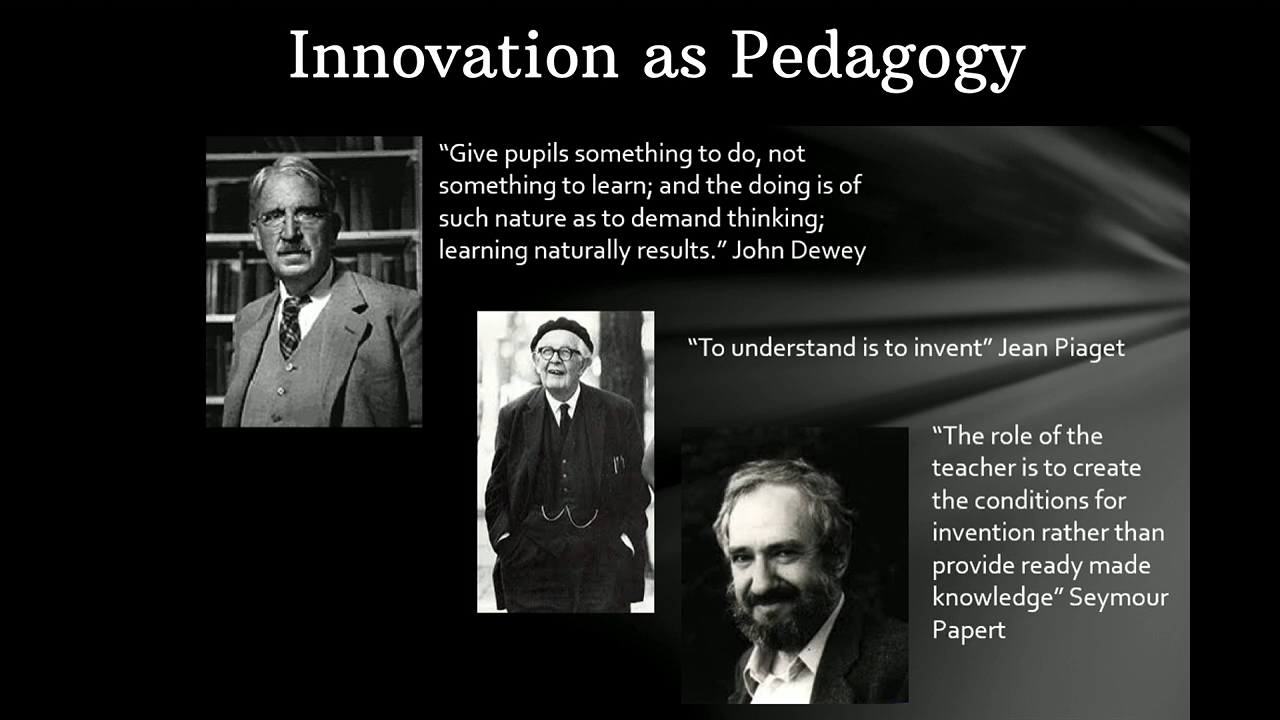 Innovation as Pedagogy
“Give pupils something to do, not
something to learn; and the doing is of
such nature as to demand thinking;
learning naturally results.” John Dewey
“To understand is to invent” Jean Piaget
“The role of the
teacher is to create
the conditions for
invention rather than
provide ready made
knowledge” Seymour
Papert